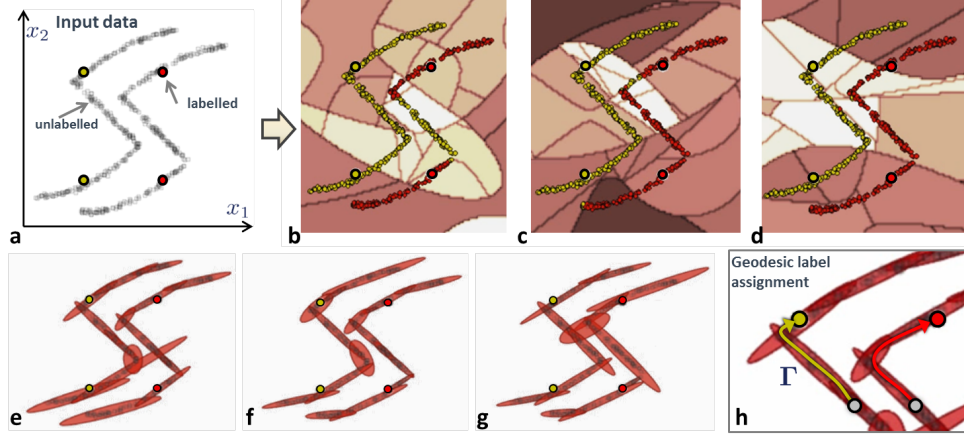 Input data
x2
labelled
unlabelled
x1
a
b
c
d
Geodesic label
assignment
Γ
e
f
g
h